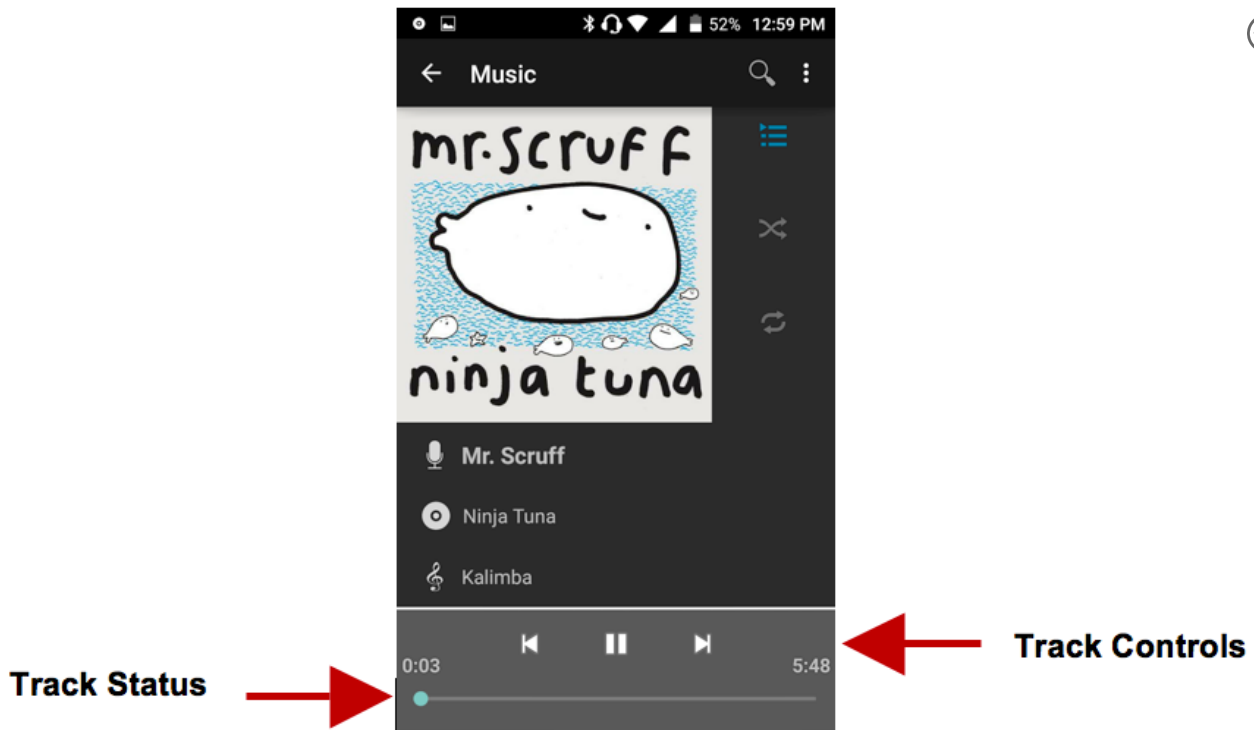 52% 12:59 PM
Music
mr.scruff
ninja tuna
Mr. Scruff
Ninja Tuna
Kalimba
0:03
5:48
Track Controls
Track Status